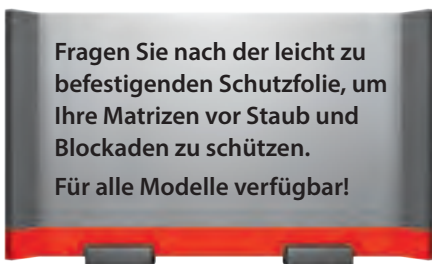 Fragen Sie nach der leicht zu
befestigenden Schutzfolie, um
Ihre Matrizen vor Staub und
Blockaden zu schützen.
Für alle Modelle verfügbar!